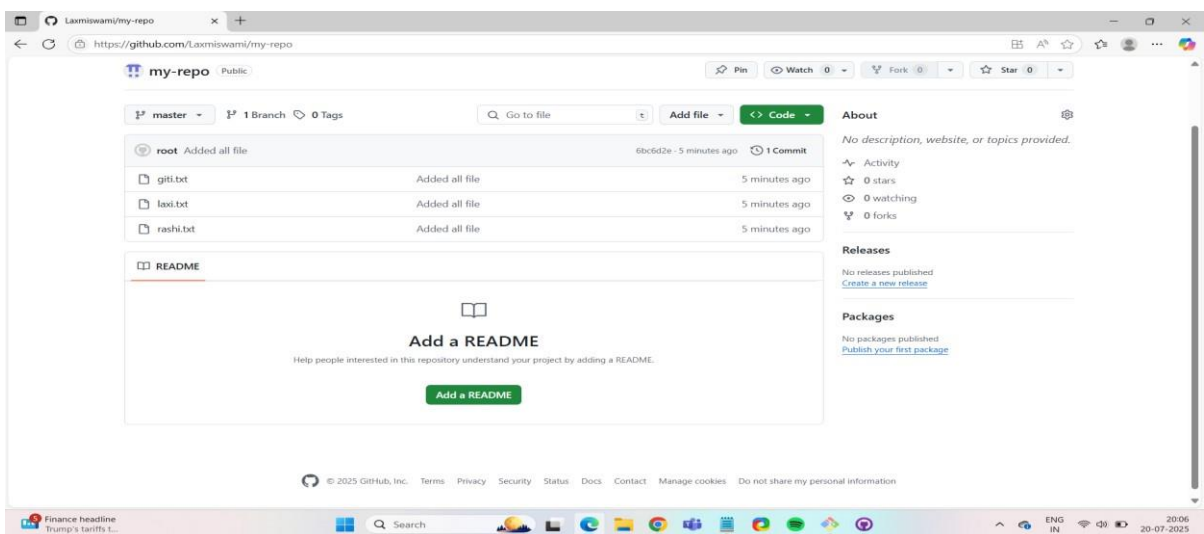 Laxmiswami/my-repo
https://github.com/Laxmiswami/my-repo
my-repo Public
Pin Watch 0 Fork 0 Star 0
master 1 Branch 0 Tags Go to file t Add file <> Code
root Added all file 6bc6d2e · 5 minutes ago 1 Commit
giti.txt Added all file 5 minutes ago
laxi.txt Added all file 5 minutes ago
rashi.txt Added all file 5 minutes ago
README
Add a README
Help people interested in this repository understand your project by adding a README.
Add a README
About
No description, website, or topics provided.
Activity
0 stars
0 watching
0 forks
Releases
No releases published
Create a new release
Packages
No packages published
Publish your first package
© 2025 GitHub, Inc. Terms Privacy Security Status Docs Contact Manage cookies Do not share my personal information
Finance headline
Trump's tariffs t...
Search
ENG
IN
20:06
20-07-2025